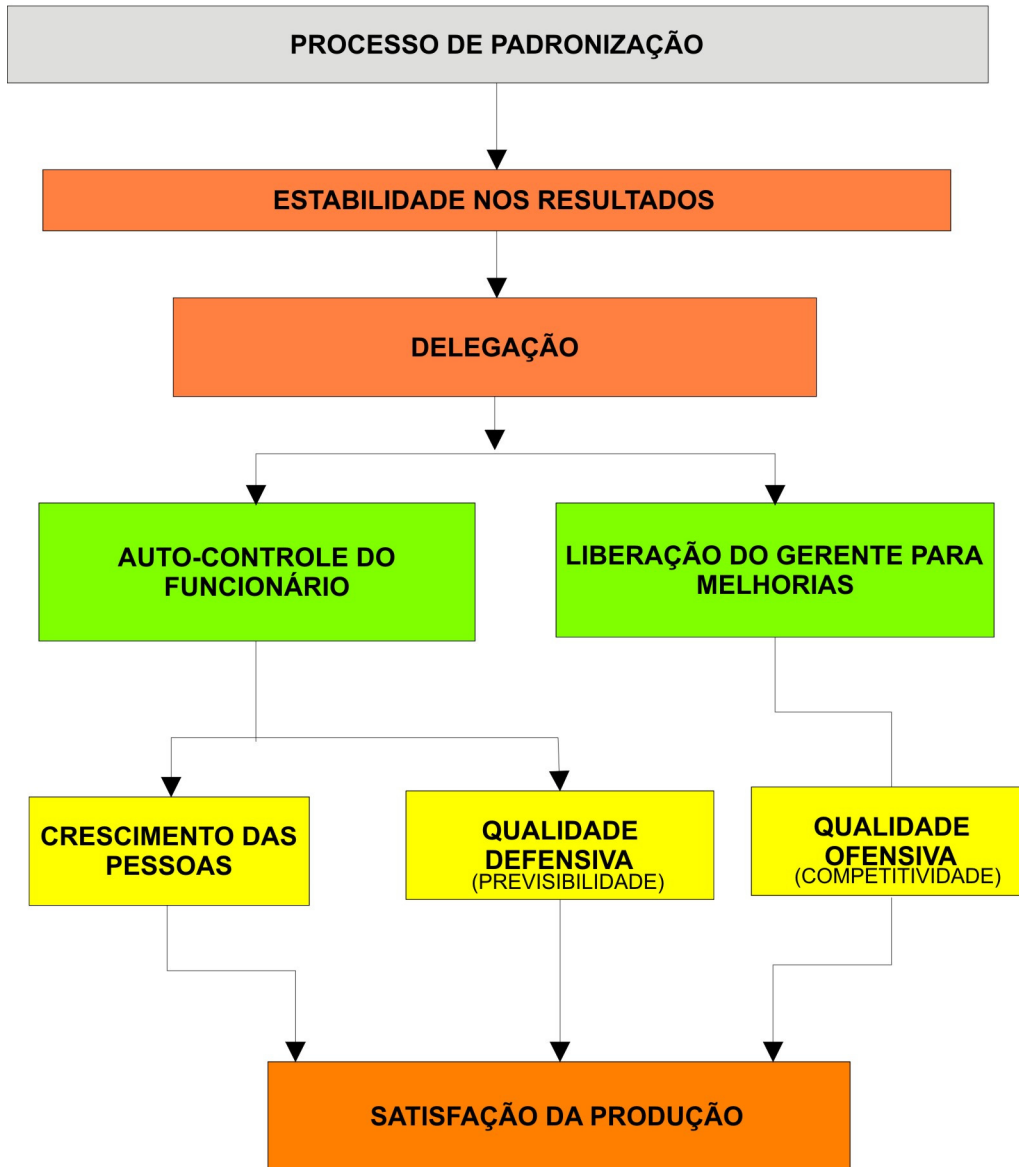 PROCESSO DE PADRONIZAÇÃO
ESTABILIDADE NOS RESULTADOS
DELEGAÇÃO
AUTO-CONTROLE DO
FUNCIONÁRIO
LIBERAÇÃO DO GERENTE PARA
MELHORIAS
CRESCIMENTO DAS
PESSOAS
QUALIDADE
DEFENSIVA
(PREVISIBILIDADE)
QUALIDADE
OFENSIVA
(COMPETITIVIDADE)
SATISFAÇÃO DA PRODUÇÃO